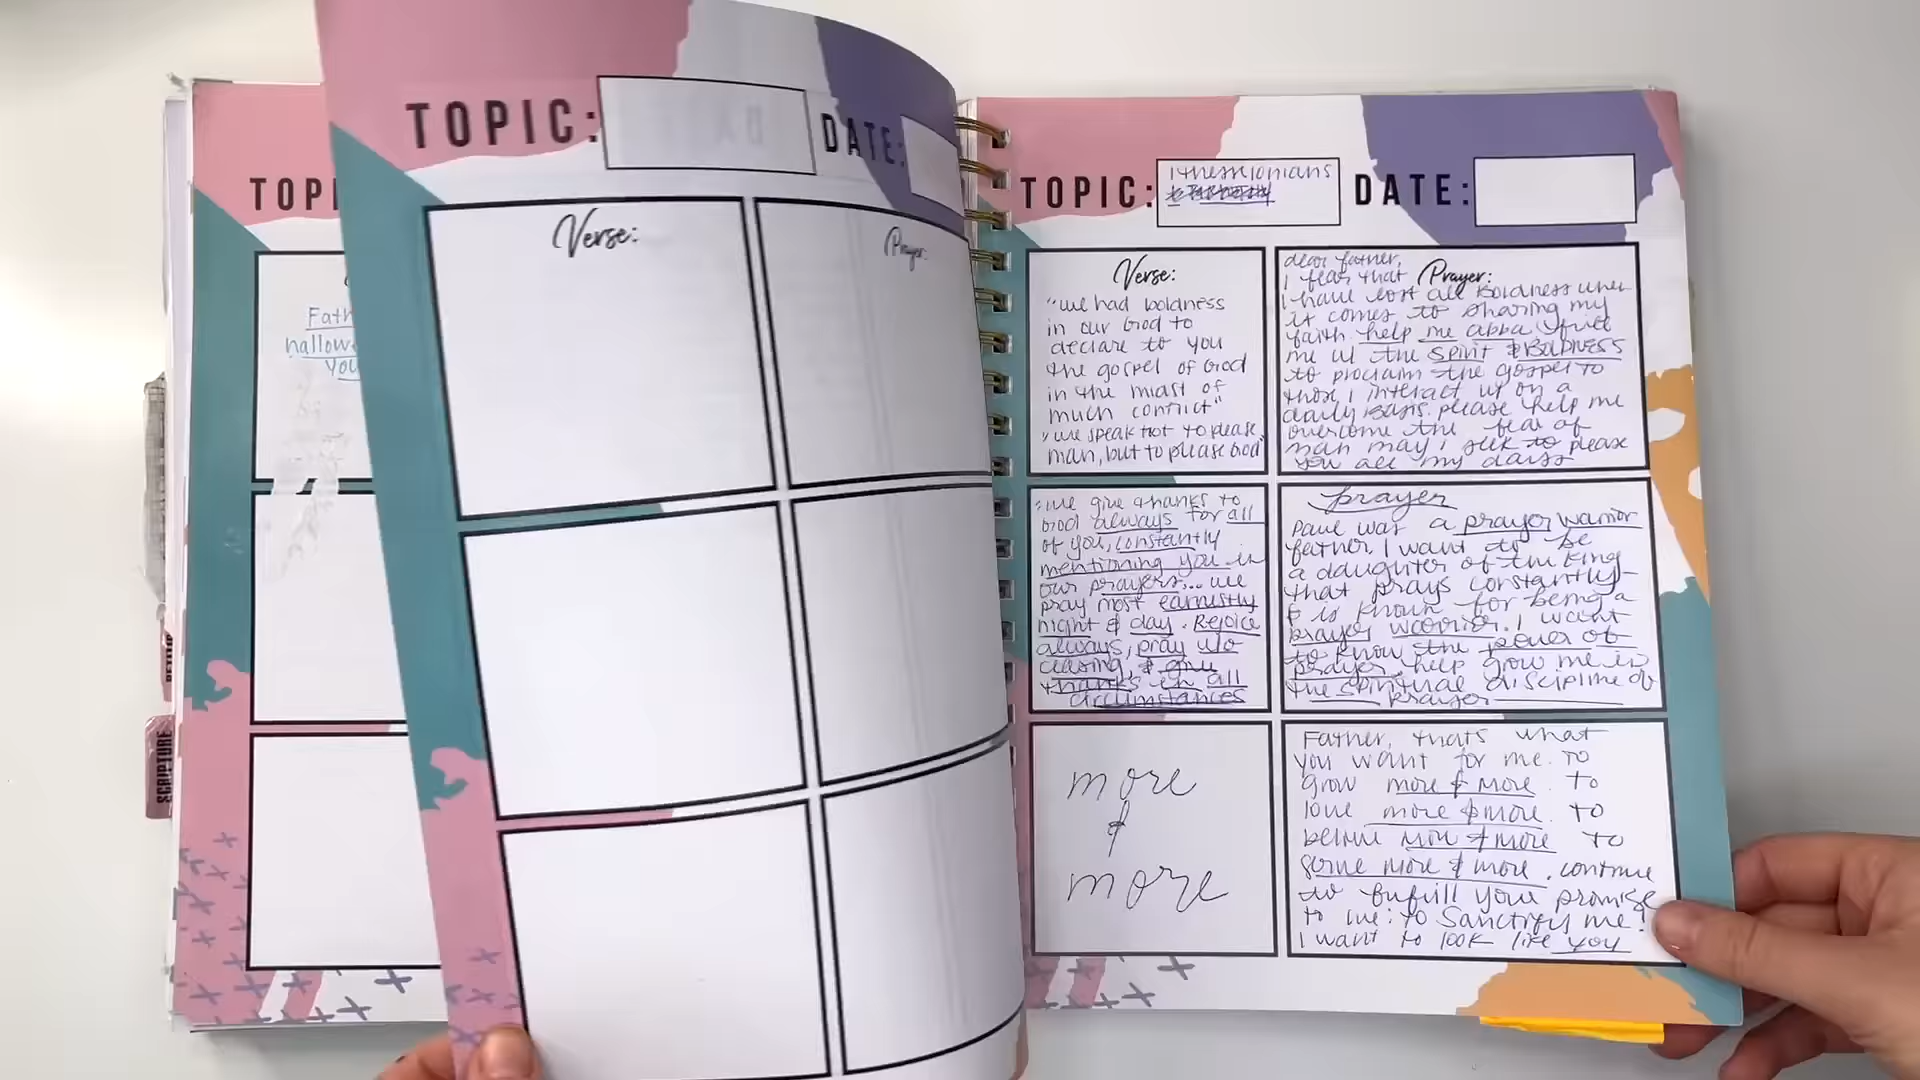 TOPI
Fath
hallow
You
RETIR
SCRIPTURE
TOPIC:
DATE:
Verse:
Prayer:
TOPIC:
1 thesselonians
DATE:
Verse:
"we had boldness
in our God to
declare to you
the gospel of God
in the midst of
much conflict"
"we speak not to please
man, but to please God"
dear father,
I fear that Prayer:
I have lost all boldness when
it comes to sharing my
faith. help me abba & fill
me w/ the spirit & BOLDNESS
to proclaim the gospel to
those I interact w/ on a
daily basis. please help me
overcome the fear of
man may I seek to please
You all my days
"we give thanks to
God always for all
of you, constantly
mentioning you in
our prayers... we
pray most earnestly
night & day. Rejoice
always, pray w/o
ceasing, & give
thanks in all
circumstances
prayer
Paul was a prayer warrior
father I want to be
a daughter of the King
that prays constantly
& is known for being a
prayer warrior. I want
to know the power of
prayer. help grow me in
the spiritual discipline of
prayer
more
&
more
Father, thats what
you want for me. to
grow more & more. to
love more & more. to
believe more & more to
serve more & more. continue
to fulfill your promise
to me: to sanctify me!
I want to look like you